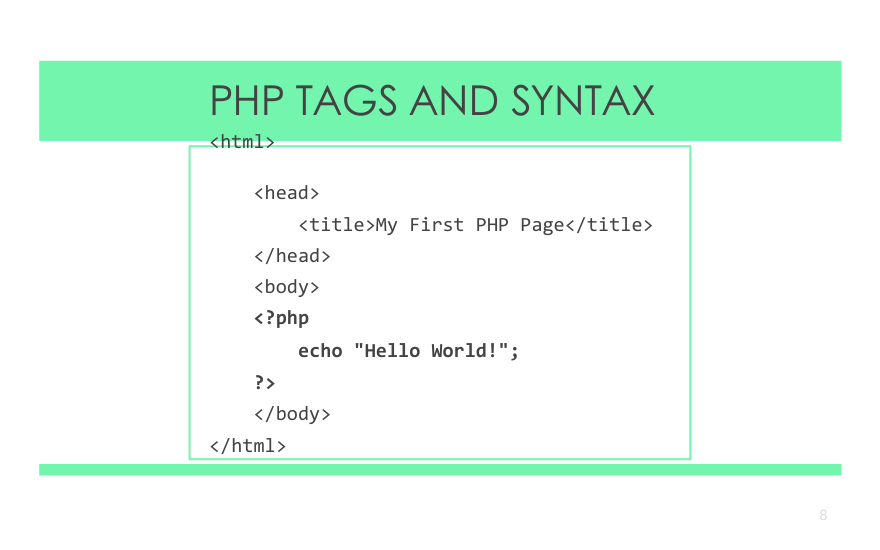 PHP TAGS AND SYNTAX
<html>
<head>
<title>My First PHP Page</title>
</head>
<body>
<?php
echo "Hello World!";
?>
</body>
</html>
8